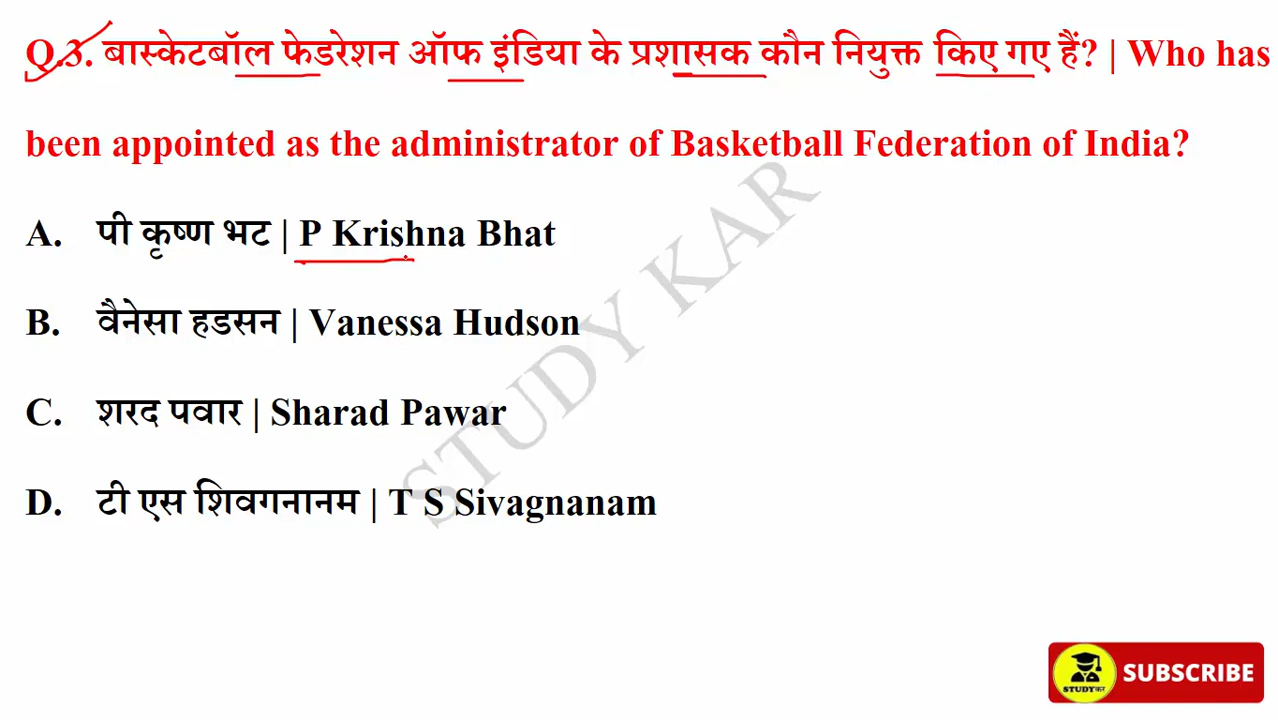 Q.3. बास्केटबॉल फेडरेशन ऑफ इंडिया के प्रशासक कौन नियुक्त किए गए हैं? | Who has
been appointed as the administrator of Basketball Federation of India?
A. पी कृष्ण भट | P Krishna Bhat
B. वैनेसा हडसन | Vanessa Hudson
C. शरद पवार | Sharad Pawar
D. टी एस शिवगनानम | T S Sivagnanam
STUDY KAR
STUDYकर
SUBSCRIBE